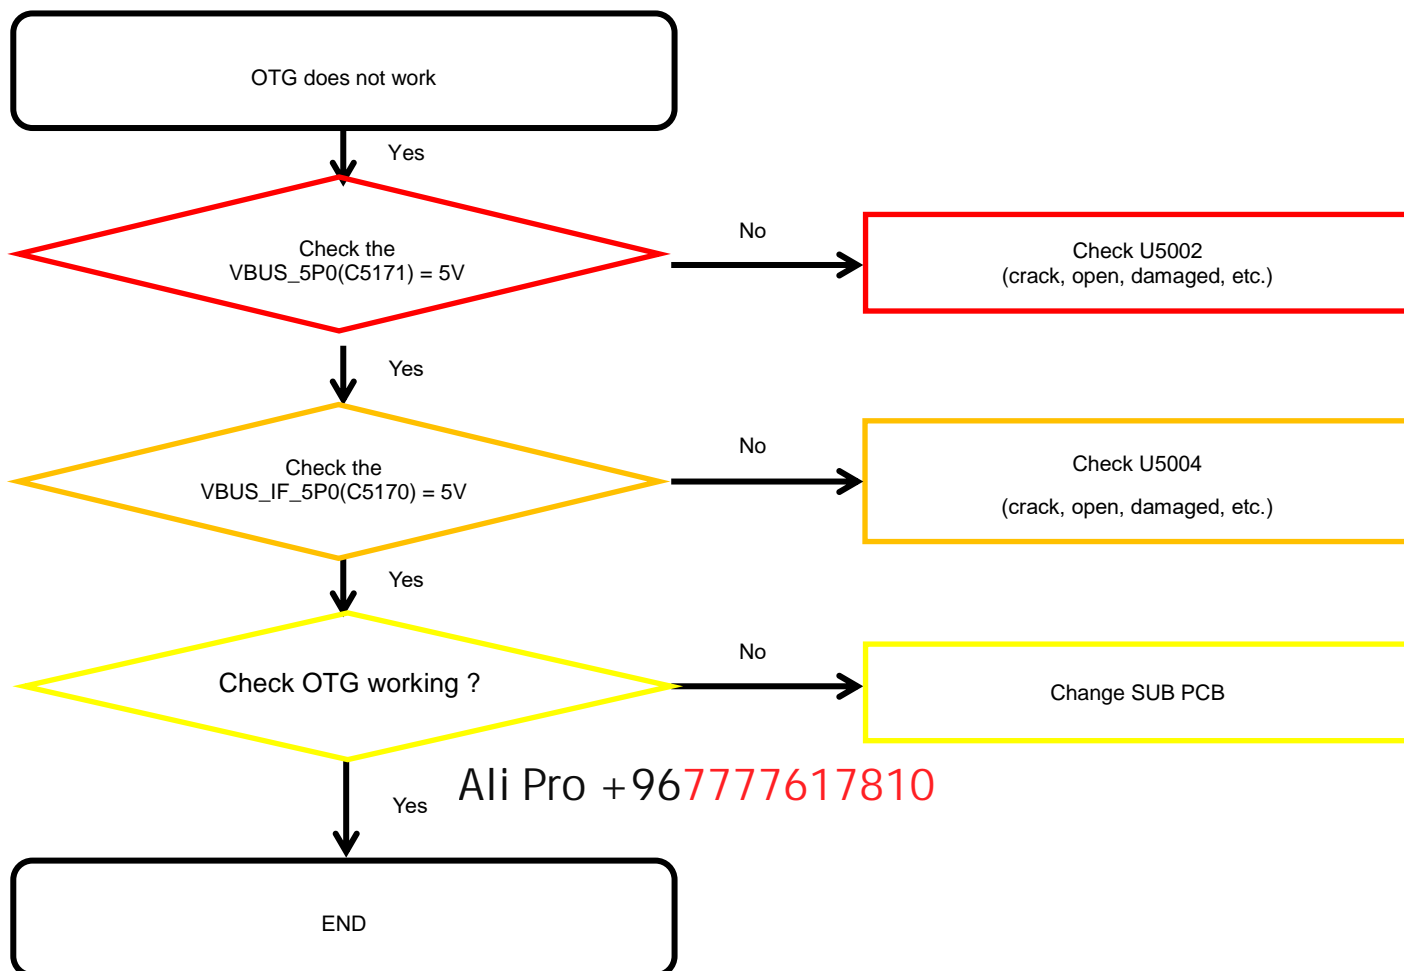 OTG does not work
Yes
Check the
VBUS_5P0(C5171) = 5V
No
Check U5002
(crack, open, damaged, etc.)
Yes
Check the
VBUS_IF_5P0(C5170) = 5V
No
Check U5004
(crack, open, damaged, etc.)
Yes
Check OTG working ?
No
Change SUB PCB
Ali Pro +967777617810
Yes
END